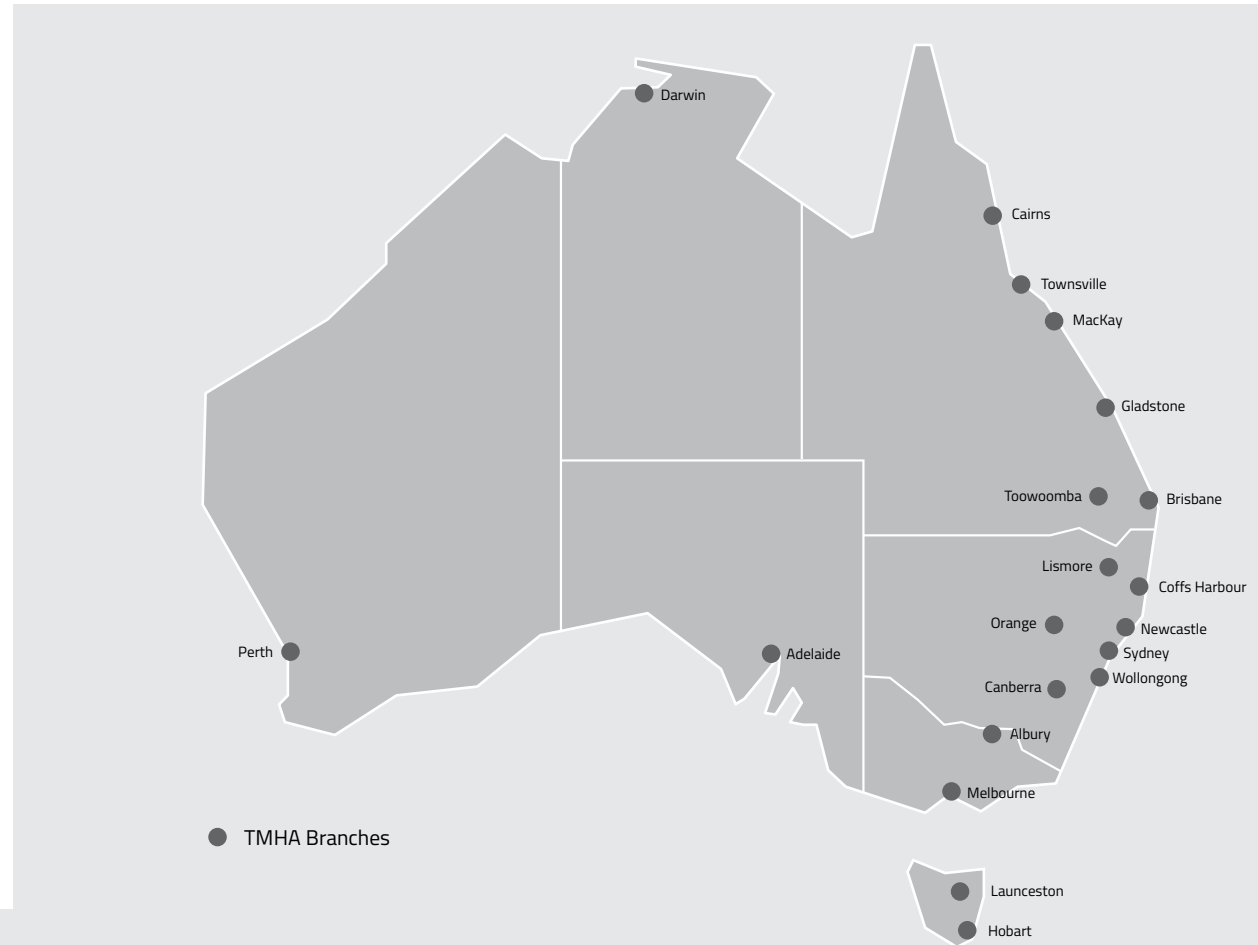 Darwin
Cairns
Townsville
MacKay
Gladstone
Toowoomba
Brisbane
Lismore
Coffs Harbour
Orange
Newcastle
Perth
Adelaide
Sydney
Canberra
Wollongong
Albury
Melbourne
TMHA Branches
Launceston
Hobart